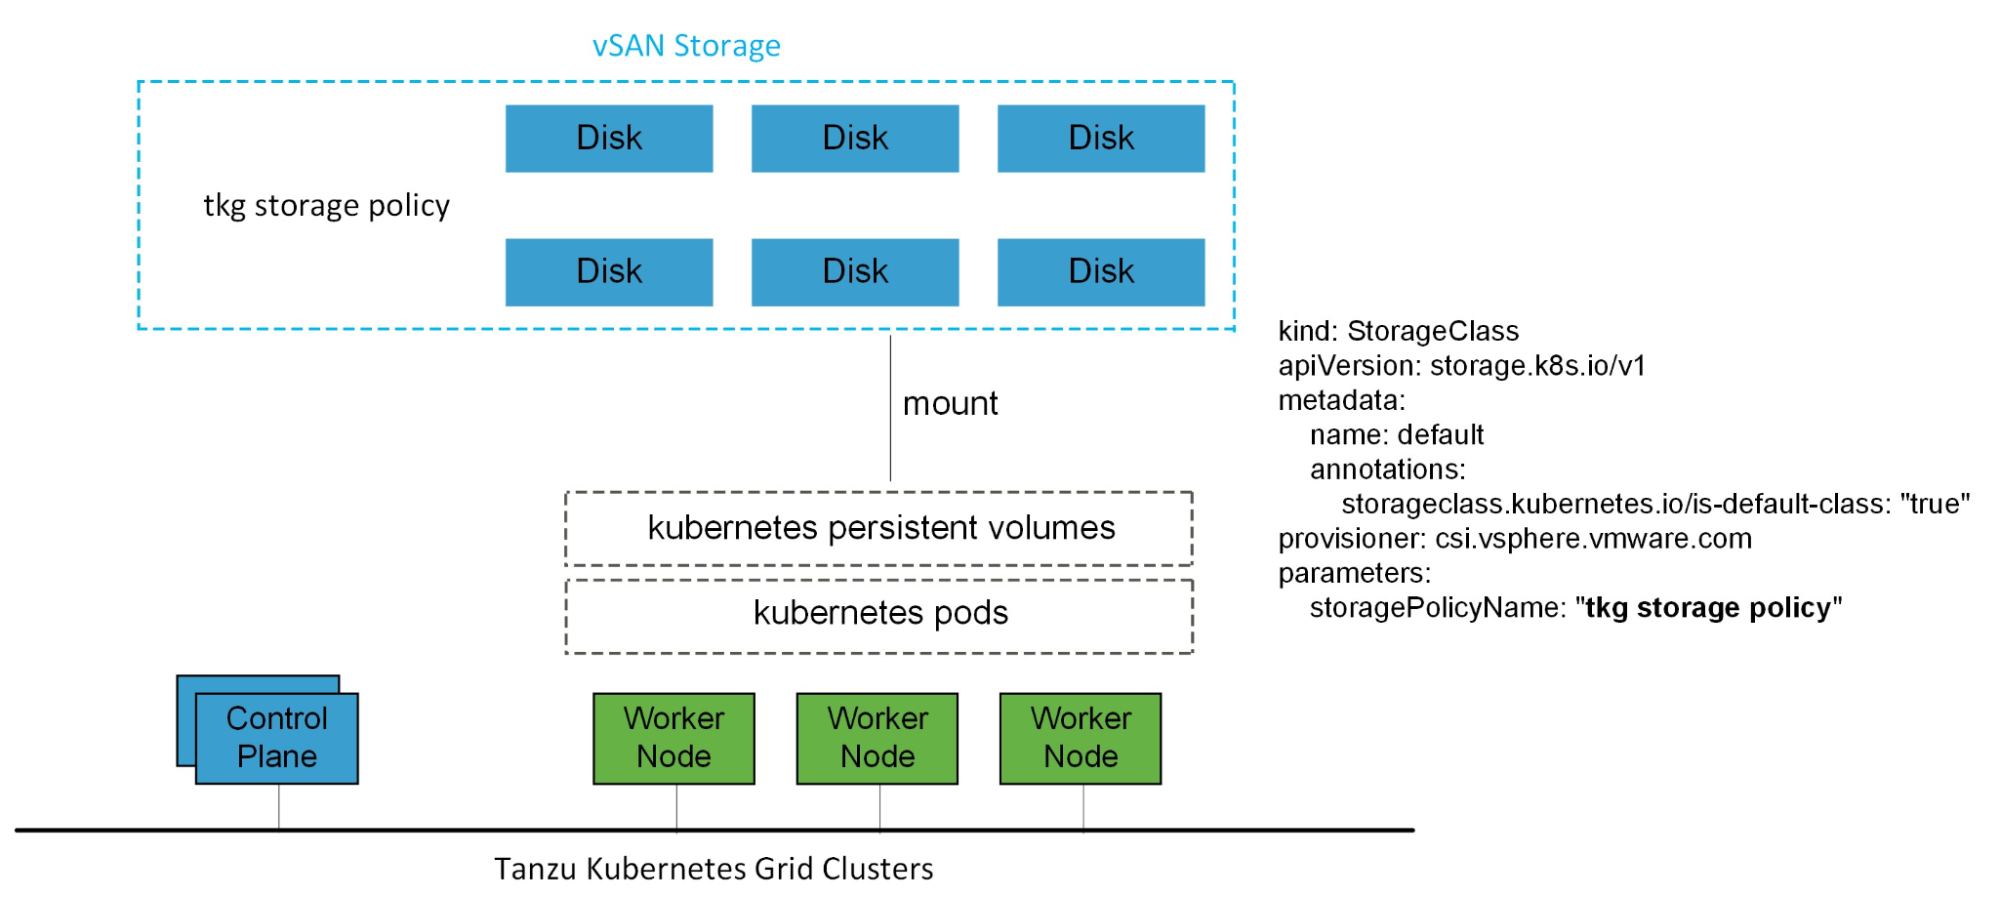 vSAN Storage
Disk
Disk
Disk
tkg storage policy
Disk
Disk
Disk
mount
kubernetes persistent volumes
kubernetes pods
kind: StorageClass
apiVersion: storage.k8s.io/v1
metadata:
name: default
annotations:
storageclass.kubernetes.io/is-default-class: "true"
provisioner: csi.vsphere.vmware.com
parameters:
storagePolicyName: "tkg storage policy"
Control
Plane
Worker
Node
Worker
Node
Worker
Node
Tanzu Kubernetes Grid Clusters